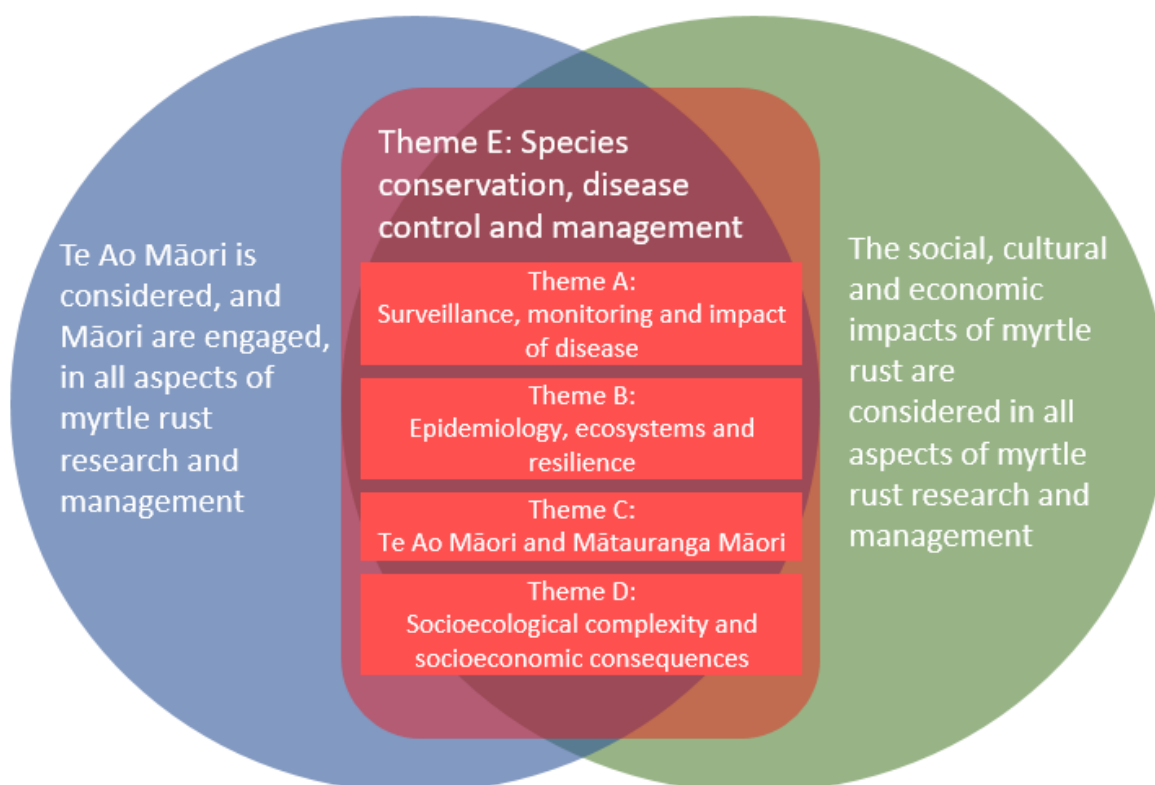 Te Ao Māori is
considered, and
Māori are engaged,
in all aspects of
myrtle rust
research and
management
Theme E: Species
conservation, disease
control and management
Theme A:
Surveillance, monitoring and impact
of disease
Theme B:
Epidemiology, ecosystems and
resilience
Theme C:
Te Ao Māori and Mātauranga Māori
Theme D:
Socioecological complexity and
socioeconomic consequences
The social, cultural
and economic
impacts of myrtle
rust are
considered in all
aspects of myrtle
rust research and
management